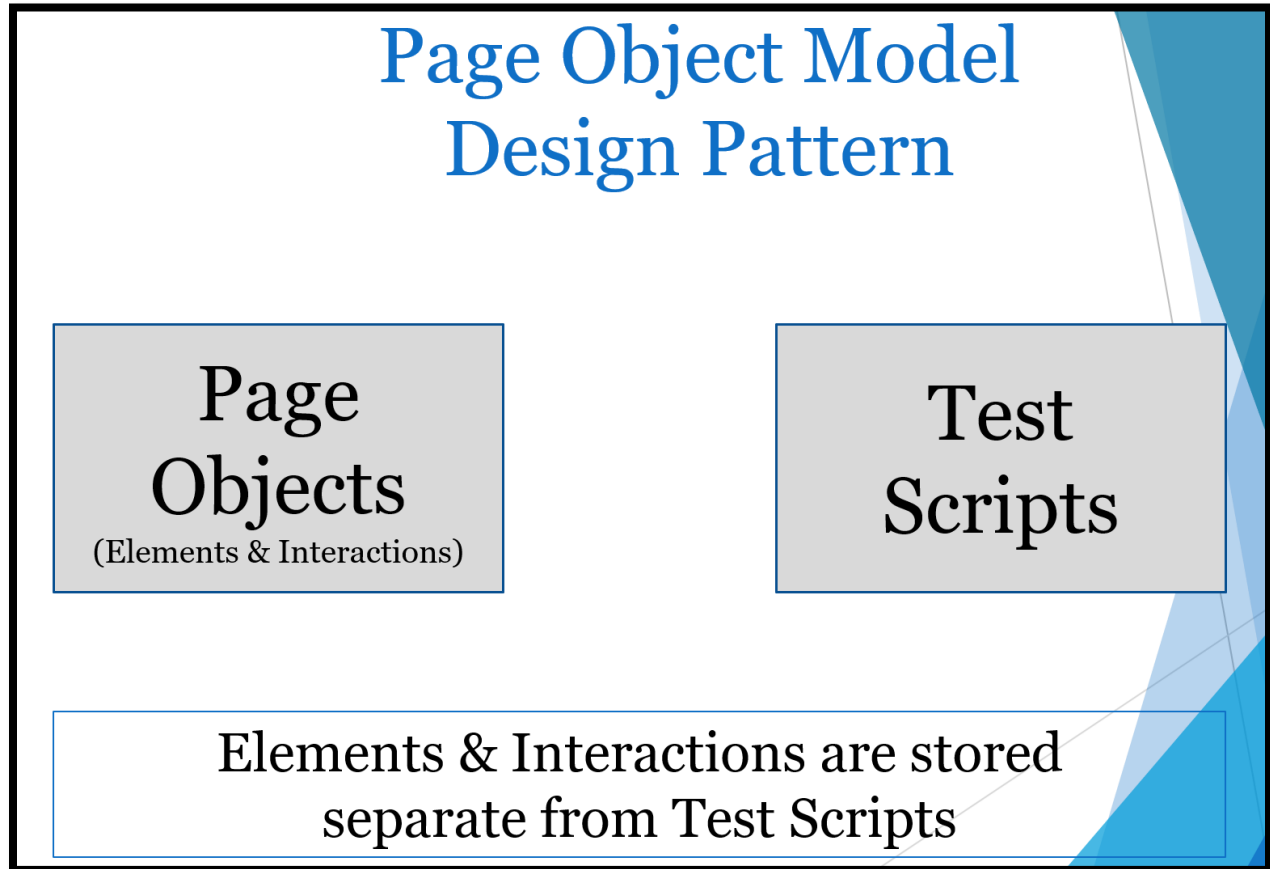 Page Object Model
Design Pattern
Page
Objects
(Elements & Interactions)
Test
Scripts
Elements & Interactions are stored
separate from Test Scripts